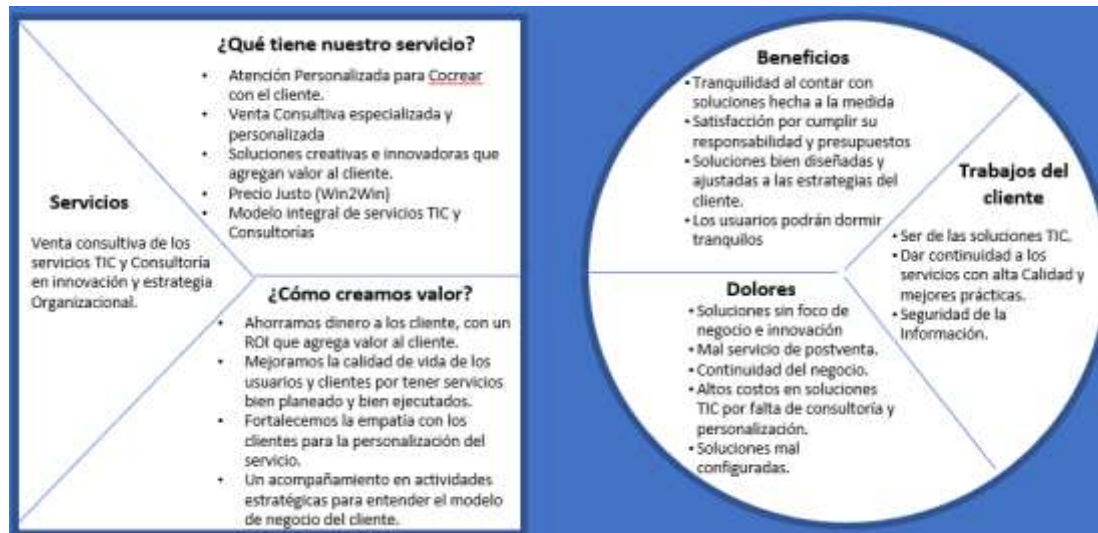 ¿Qué tiene nuestro servicio?
• Atención Personalizada para Cocrear
con el cliente.
• Venta Consultiva especializada y
personalizada
• Soluciones creativas e innovadoras que
agregan valor al cliente.
• Precio Justo (Win2Win)
• Modelo integral de servicios TIC y
Consultorías
Servicios
Venta consultiva de los
servicios TIC y Consultoría
en innovación y estrategia
Organizacional.
¿Cómo creamos valor?
• Ahorramos dinero a los cliente, con un
ROI que agrega valor al cliente.
• Mejoramos la calidad de vida de los
usuarios y clientes por tener servicios
bien planeado y bien ejecutados.
• Fortalecemos la empatía con los
clientes para la personalización del
servicio.
• Un acompañamiento en actividades
estratégicas para entender el modelo
de negocio del cliente.
Beneficios
• Tranquilidad al contar con
soluciones hecha a la medida
• Satisfacción por cumplir su
responsabilidad y presupuestos
• Soluciones bien diseñadas y
ajustadas a las estrategias del
cliente.
• Los usuarios podrán dormir
tranquilos
Trabajos del
cliente
• Ser de las soluciones TIC.
• Dar continuidad a los
servicios con alta Calidad y
mejores prácticas.
• Seguridad de la
Información.
Dolores
• Soluciones sin foco de
negocio e innovación
• Mal servicio de postventa.
• Continuidad del negocio.
• Altos costos en soluciones
TIC por falta de consultoría y
personalización.
• Soluciones mal
configuradas.